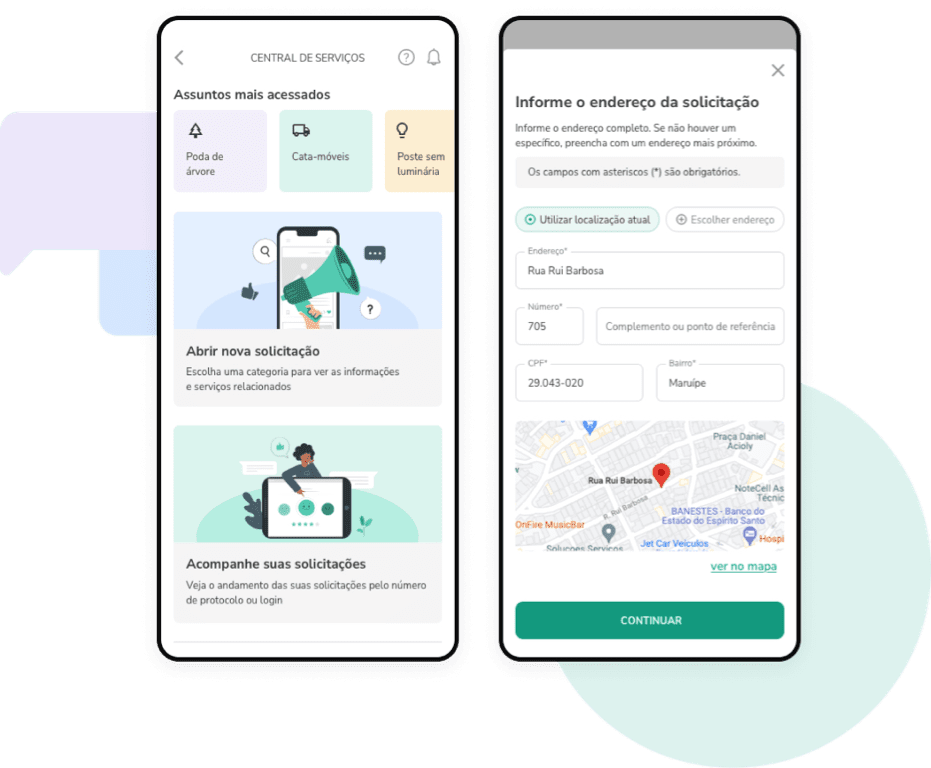 CENTRAL DE SERVIÇOS
?
Assuntos mais acessados
Poda de
árvore
Cata-móveis
Poste sem
luminária
?
Abrir nova solicitação
Escolha uma categoria para ver as informações
e serviços relacionados
Acompanhe suas solicitações
Veja o andamento das suas solicitações pelo número
de protocolo ou login
Informe o endereço da solicitação
Informe o endereço completo. Se não houver um
específico, preencha com um endereço mais próximo.
Os campos com asteriscos (*) são obrigatórios.
Utilizar localização atual
Escolher endereço
Endereço*
Rua Rui Barbosa
Número*
705
Complemento ou ponto de referência
CPF*
29.043-020
Bairro*
Maruípe
Praça Daniel
Acioly
Rua Rui Barbosa
NoteCell As
Técnic
R. Rui Barbosa
BANESTES - Banco do
Estado do Espírito Santo
OnFire MusicBar
Hospi
Soluçoes Serviços
Jet Car Veículos
ver no mapa
CONTINUAR